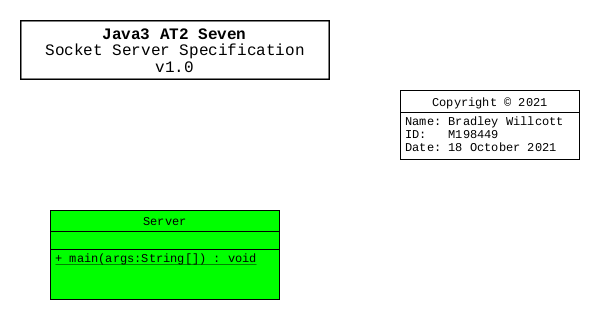 Java3 AT2 Seven
Socket Server Specification
v1.0
Copyright © 2021
Name: Bradley Willcott
ID:   M198449
Date: 18 October 2021
Server
+ main(args:String[]) : void